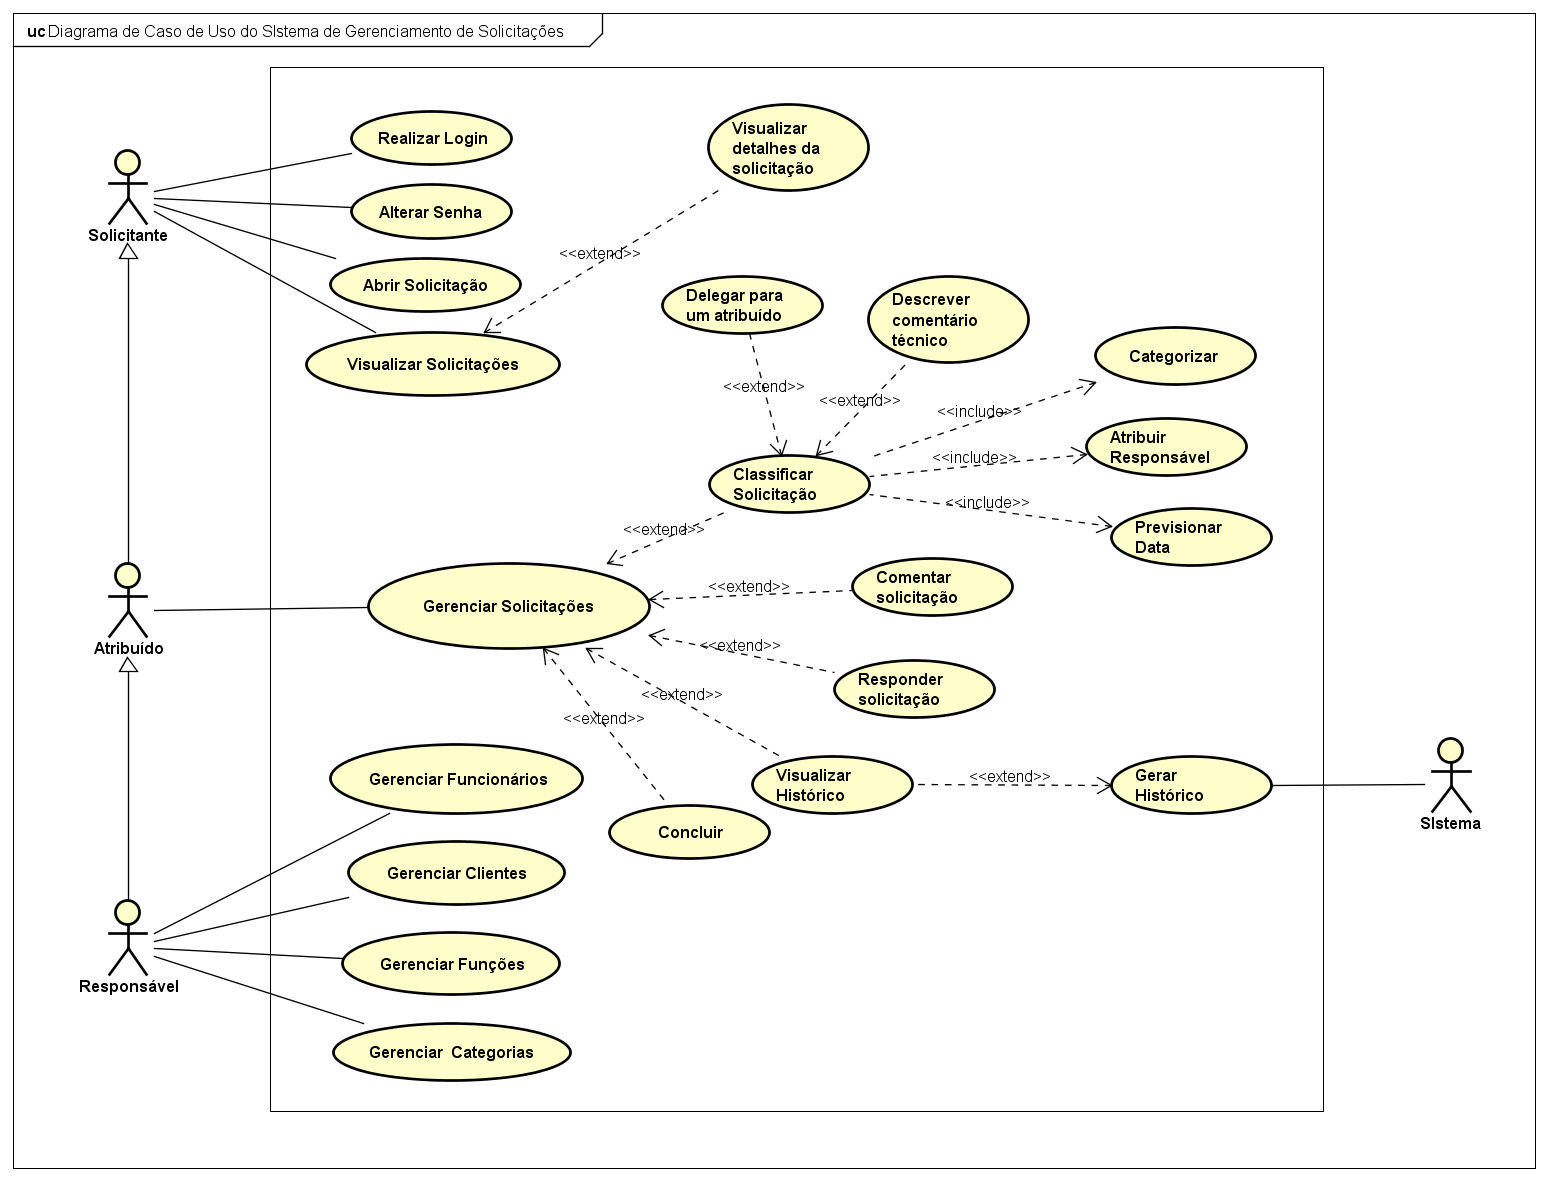 uc Diagrama de Caso de Uso do SIstema de Gerenciamento de Solicitações
Realizar Login
Visualizar
detalhes da
solicitação
Alterar Senha
Solicitante
<<extend>>
Abrir Solicitação
Delegar para
um atribuído
Descrever
comentário
técnico
Visualizar Solicitações
Categorizar
<<extend>>
<<extend>>
<<include>>
Atribuir
Responsável
<<include>>
Classificar
Solicitação
<<include>>
<<extend>>
Previsionar
Data
Comentar
solicitação
<<extend>>
Gerenciar Solicitações
Atribuído
<<extend>>
Responder
solicitação
<<extend>>
<<extend>>
Gerenciar Funcionários
Visualizar
Histórico
<<extend>>
Gerar
Histórico
SIstema
Concluir
Gerenciar Clientes
Gerenciar Funções
Responsável
Gerenciar  Categorias